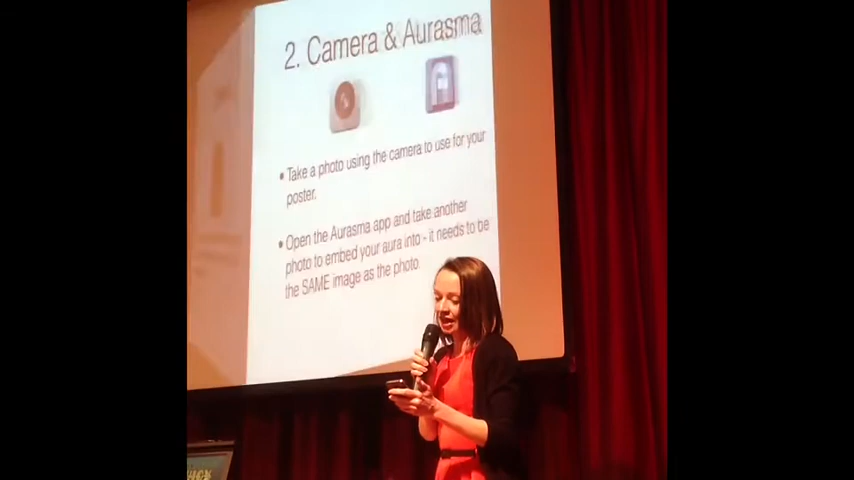 2. Camera & Aurasma
• Take a photo using the camera to use for your
poster.
• Open the Aurasma app and take another
photo to embed your aura into - it needs to be
the SAME image as the photo.